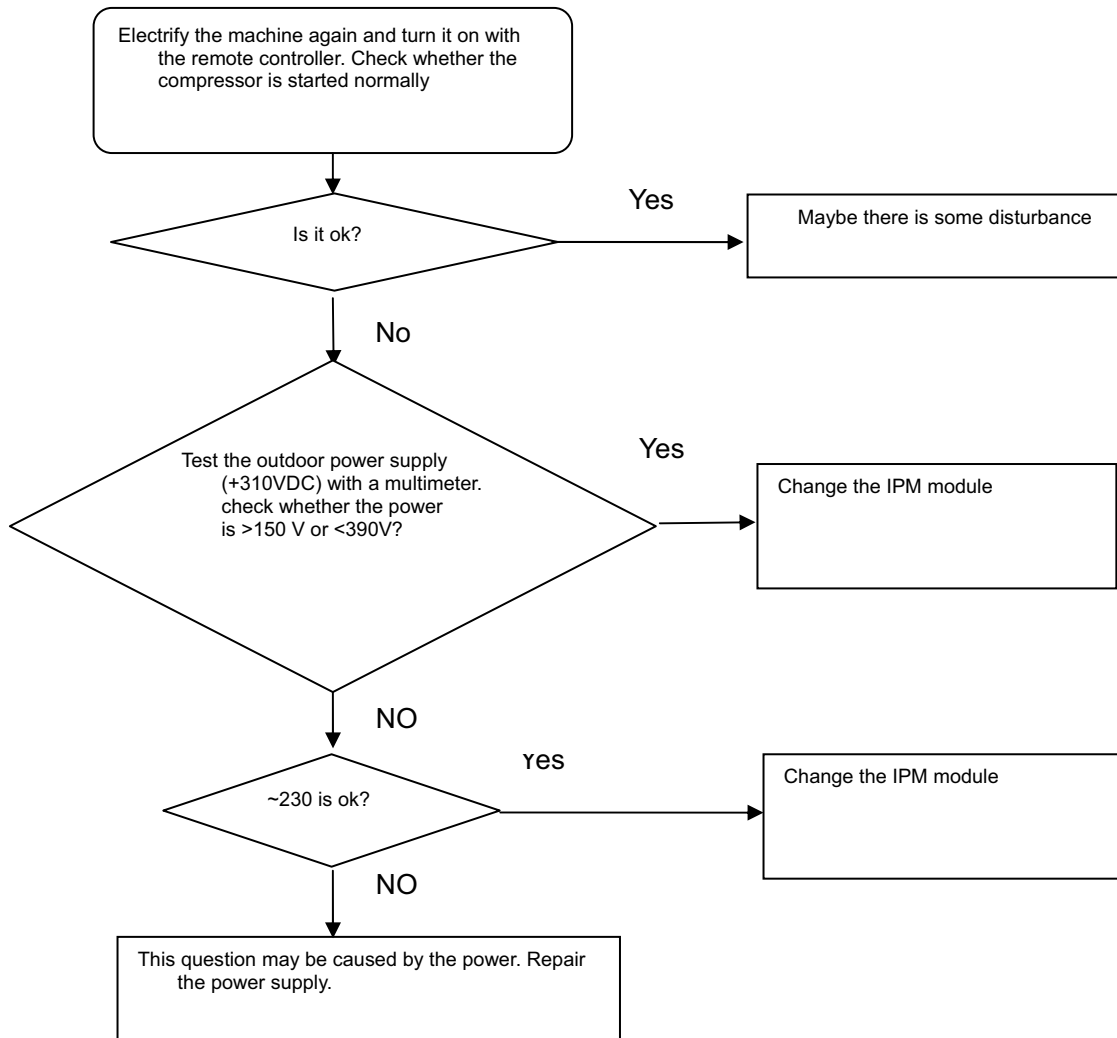 Electrify the machine again and turn it on with
the remote controller. Check whether the
compressor is started normally
Yes
Is it ok?
Maybe there is some disturbance
No
Yes
Test the outdoor power supply
(+310VDC) with a multimeter.
check whether the power
is >150 V or <390V?
Change the IPM module
NO
Yes
~230 is ok?
Change the IPM module
NO
This question may be caused by the power. Repair
the power supply.